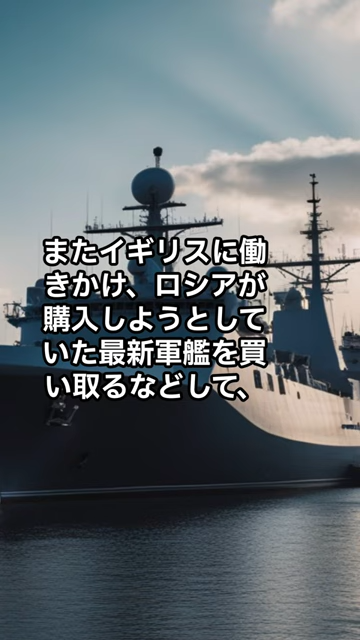 またイギリスに働
きかけ、ロシアが
購入しようとして
いた最新軍艦を買
い取るなどして、